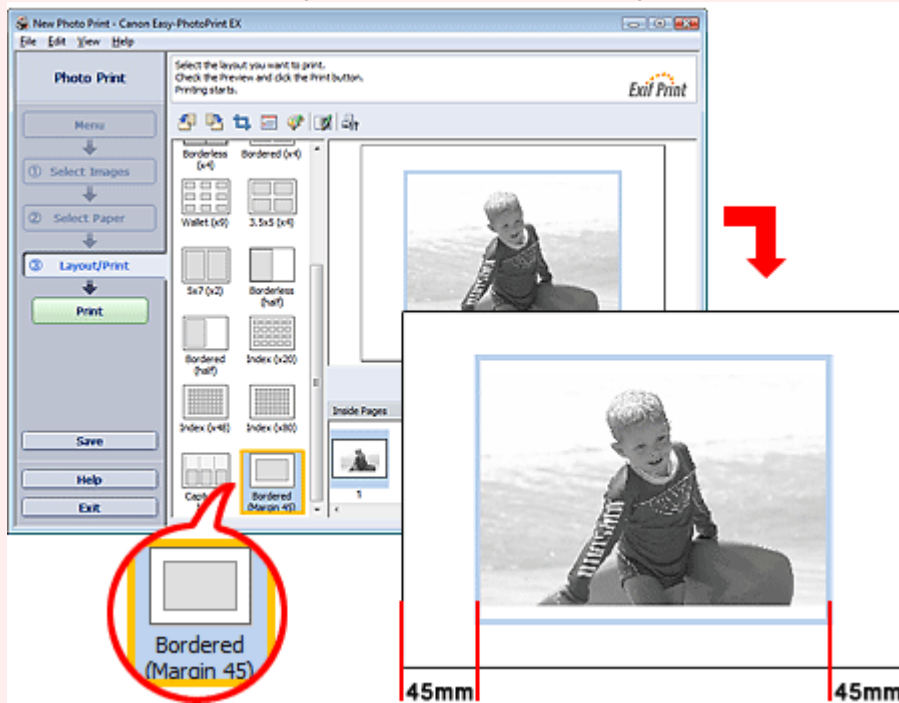 New Photo Print - Canon Easy-PhotoPrint EX
File Edit View Help
Photo Print
Select the layout you want to print.
Check the Preview and click the Print button.
Printing starts.
Exif Print
Menu
① Select Images
② Select Paper
③ Layout/Print
Print
Save
Help
Exit
Borderless (x4)
Bordered (x4)
Wallet (x9)
3.5x5 (x4)
5x7 (x2)
Borderless (half)
Bordered (half)
Index (x20)
Index (x48)
Index (x80)
Bordered (Margin 45)
Inside Pages
1
Bordered
(Margin 45)
45mm
45mm